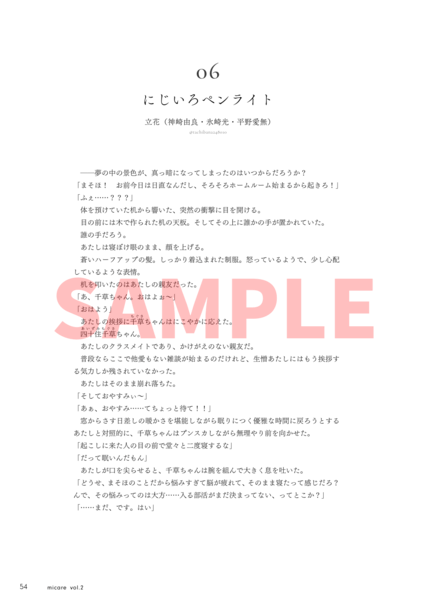 06
にじいろペンライト
立花（神崎由良・氷崎光・平野愛無）
――夢の中の景色が、真っ暗になってしまったのはいつからだろうか？
「まそほ！　お前今日は日直なんだし、そろそろホームルーム始まるから起きろ！」
「ふぇ……？？？」
体を預けていた机から響いた、突然の衝撃に目を開ける。
目の前には木で作られた机の天板。そしてその上に誰かの手が置かれていた。
誰の手だろう。
あたしは寝ぼけ眼のまま、顔を上げる。
蒼いハーフアップの髪。しっかり着込まれた制服。怒っているようで、少し心配
しているような表情。
机を叩いたのはあたしの親友だった。
「あ、千草ちゃん。おはよぉ〜」
「おはよう」
あたしの挨拶に千草ちゃんはにこやかに応えた。
四十住千草ちゃん。
あたしのクラスメイトであり、かけがえのない親友だ。
普段ならここで他愛もない雑談が始まるのだけれど、生憎あたしにはもう挨拶す
る気力しか残されていなかった。
あたしはそのまま崩れ落ちた。
「そしておやすみぃ〜」
「あぁ、おやすみ……てちょっと待て！！」
窓からさす日差しの暖かさを堪能しながら眠りにつく優雅な時間に戻ろうとする
あたしと対照的に、千草ちゃんはプンスカしながら無理やり前を向かせた。
「起こしに来た人の目の前で堂々と二度寝するな」
「だって眠いんだもん」
あたしが口を尖らせると、千草ちゃんは腕を組んで大きく息を吐いた。
「どうせ、まそほのことだから悩みすぎて脳が疲れて、そのまま寝たって感じだろ？
んで、その悩みってのは大方……入る部活がまだ決まってない、ってとこか？」
「……まだ、です。はい」
SAMPLE
54 micare vol.2